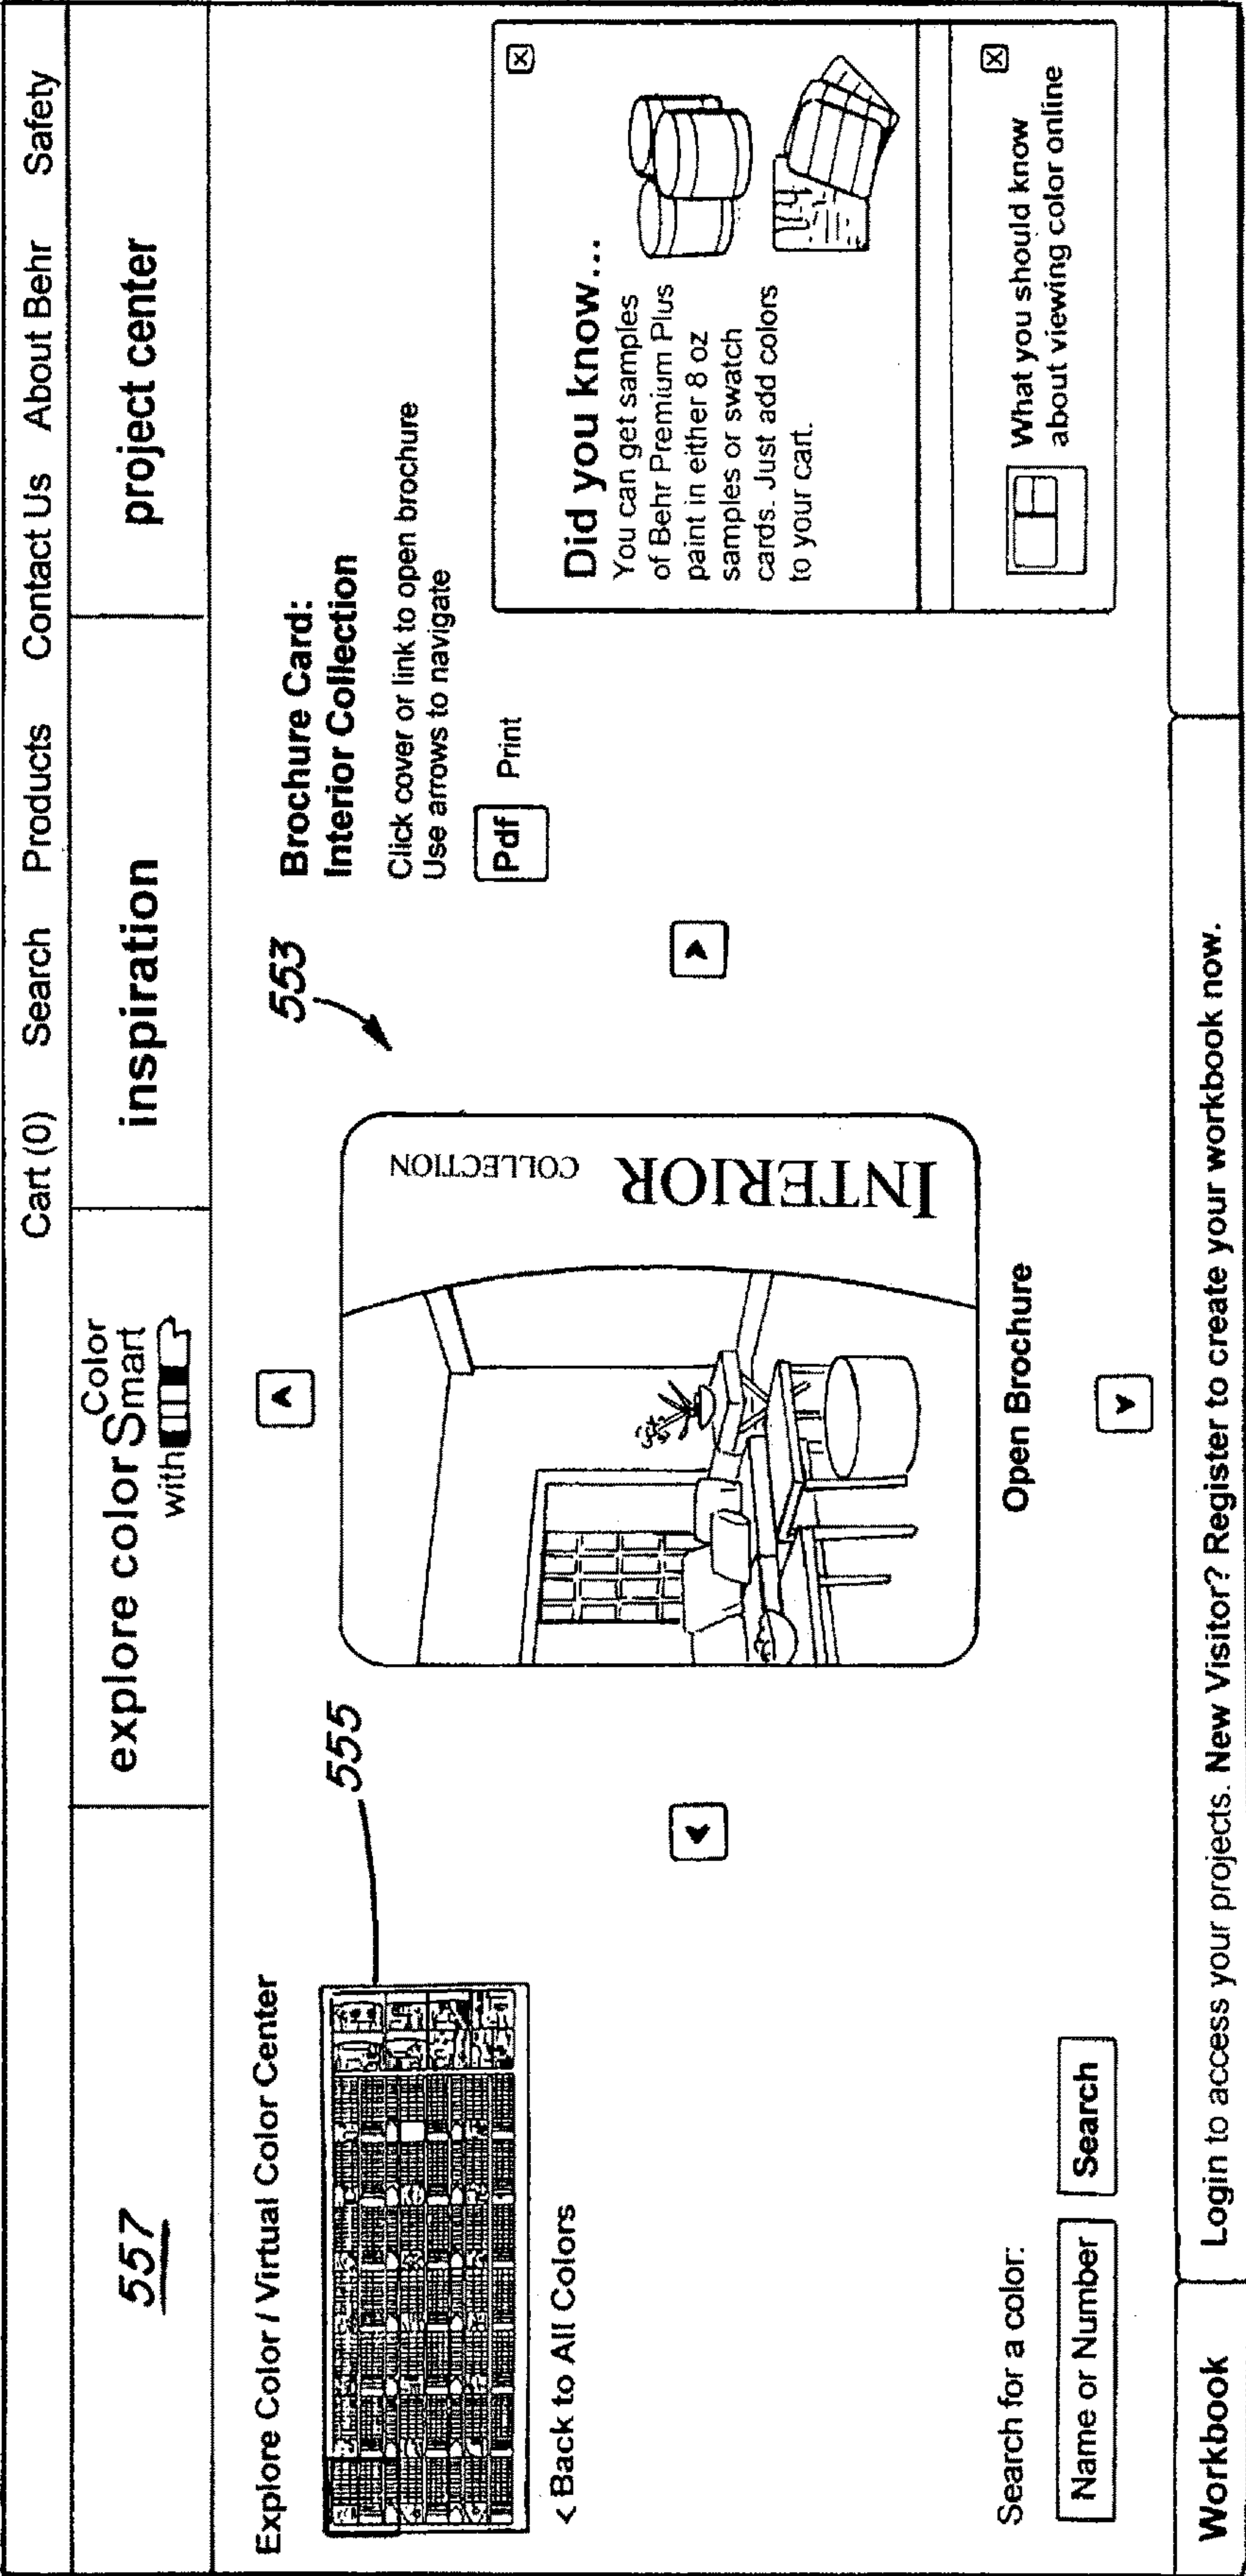 Cart (0) Search Products Contact Us About Behr Safety
557
explore color
with
Color
Smart
inspiration
project center
Explore Color / Virtual Color Center
555
< Back to All Colors
Search for a color:
Name or Number
Search
553
INTERIOR
COLLECTION
Open Brochure
Brochure Card:
Interior Collection
Click cover or link to open brochure
Use arrows to navigate
Pdf
Print
Did you know...
You can get samples
of Behr Premium Plus
paint in either 8 oz
samples or swatch
cards. Just add colors
to your cart.
What you should know
about viewing color online
Workbook
Login to access your projects. New Visitor? Register to create your workbook now.